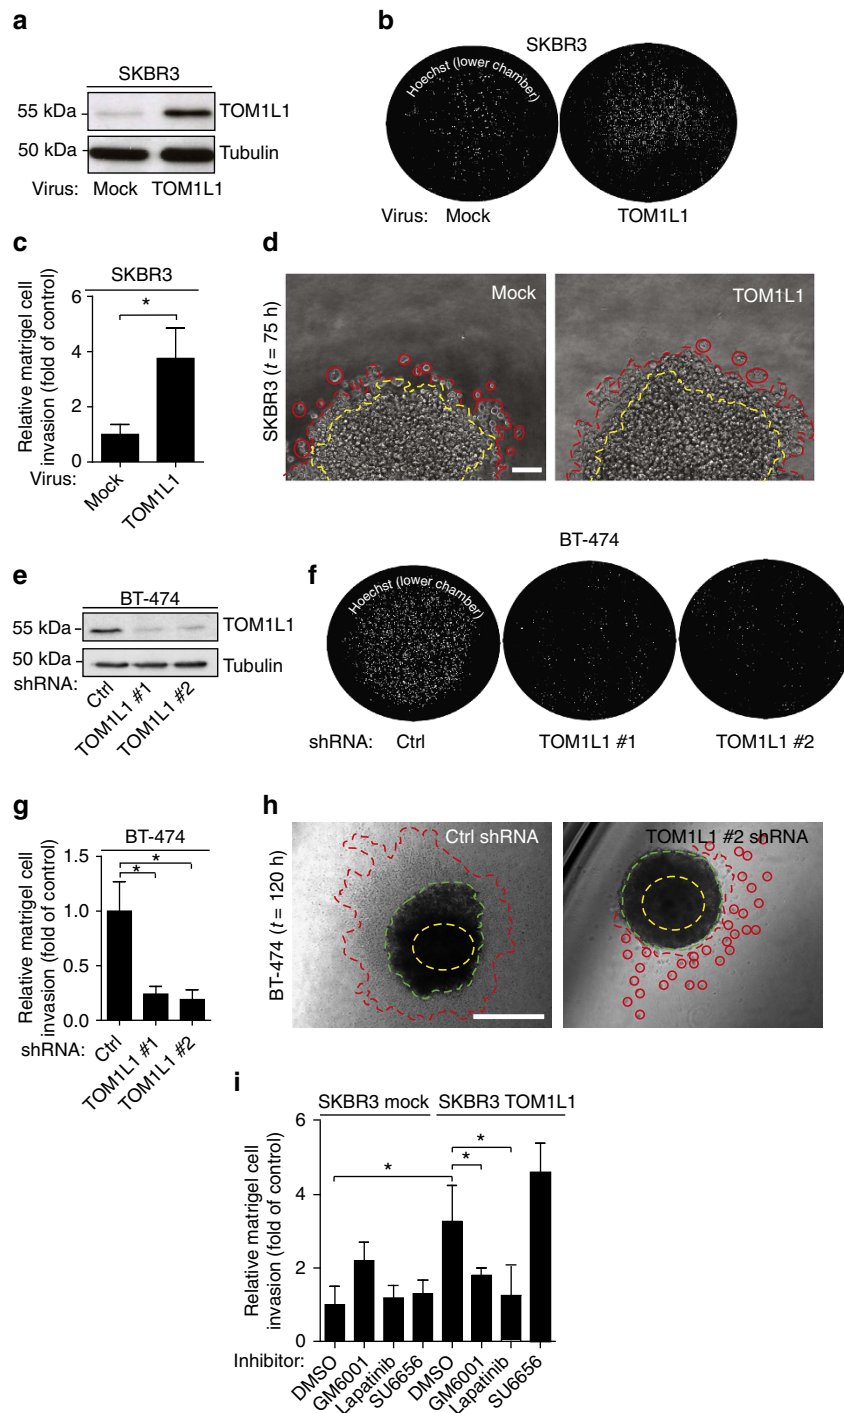 a
SKBR3
55 kDa
TOM1L1
50 kDa
Tubulin
Virus: Mock TOM1L1
b
SKBR3
Hoechst (lower chamber)
Virus: Mock TOM1L1
c
SKBR3
Relative matrigel cell
invasion (fold of control)
6
4
2
0
*
Virus:
Mock
TOM1L1
d
SKBR3 (t = 75 h)
Mock
TOM1L1
e
BT-474
55 kDa
TOM1L1
50 kDa
Tubulin
shRNA:
Ctrl
TOM1L1 #1
TOM1L1 #2
f
BT-474
Hoechst (lower chamber)
shRNA: Ctrl TOM1L1 #1 TOM1L1 #2
g
BT-474
Relative matrigel cell
invasion (fold of control)
1.5
1.0
0.5
0.0
*
*
shRNA:
Ctrl
TOM1L1 #1
TOM1L1 #2
h
BT-474 (t = 120 h)
Ctrl shRNA
TOM1L1 #2 shRNA
i
SKBR3 mock SKBR3 TOM1L1
Relative matrigel cell
invasion (fold of control)
6
4
2
0
*
*
*
Inhibitor:
DMSO
GM6001
Lapatinib
SU6656
DMSO
GM6001
Lapatinib
SU6656